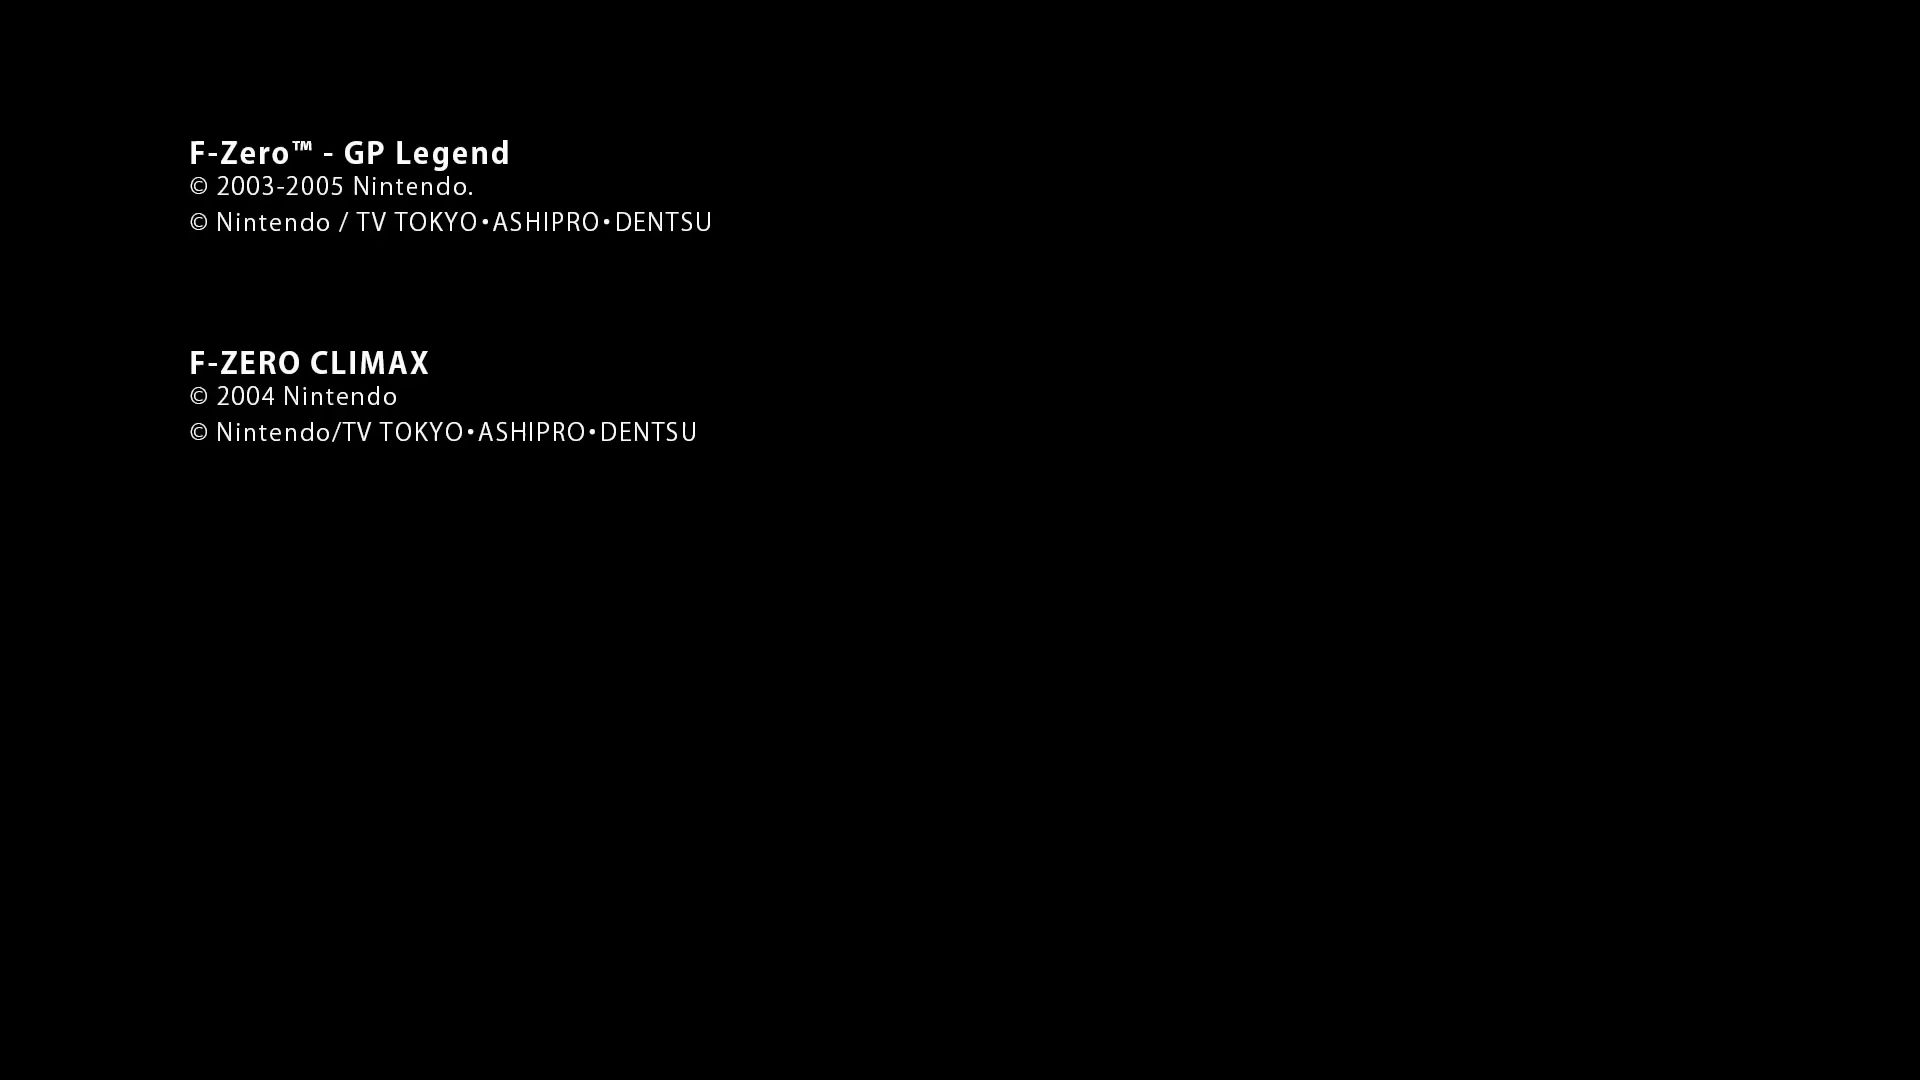 F-Zero™ - GP Legend
© 2003-2005 Nintendo.
© Nintendo / TV TOKYO・ASHIPRO・DENTSU
F-ZERO CLIMAX
© 2004 Nintendo
© Nintendo/TV TOKYO・ASHIPRO・DENTSU